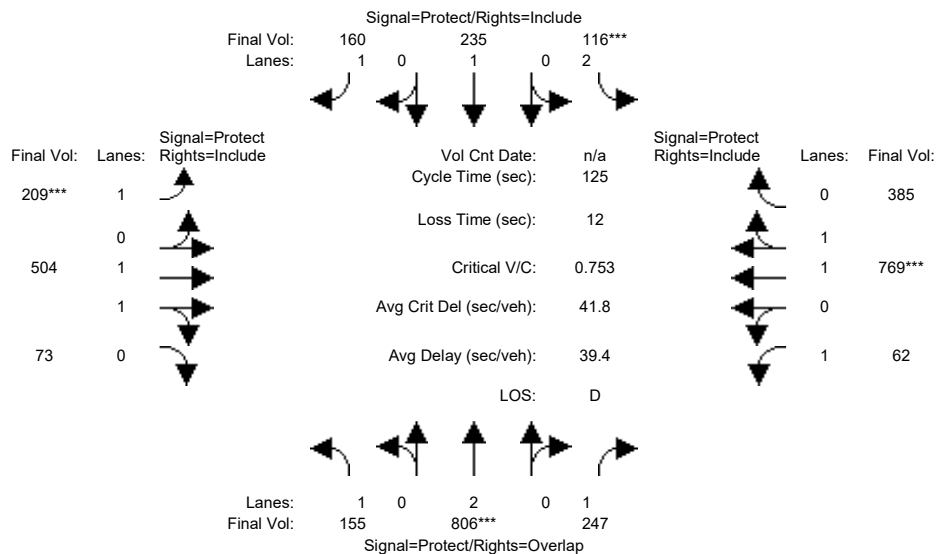 Signal=Protect/Rights=Include
Final Vol: 160 235 116***
Lanes: 1 0 1 0 2
Signal=Protect
Final Vol: Lanes: Rights=Include
Vol Cnt Date: n/a
Signal=Protect
Rights=Include Lanes: Final Vol:
Cycle Time (sec): 125
209*** 1
0 385
Loss Time (sec): 12
0
1
504 1
Critical V/C: 0.753
1 769***
1
Avg Crit Del (sec/veh): 41.8
0
73 0
Avg Delay (sec/veh): 39.4
1 62
LOS: D
Lanes: 1 0 2 0 1
Final Vol: 155 806*** 247
Signal=Protect/Rights=Overlap